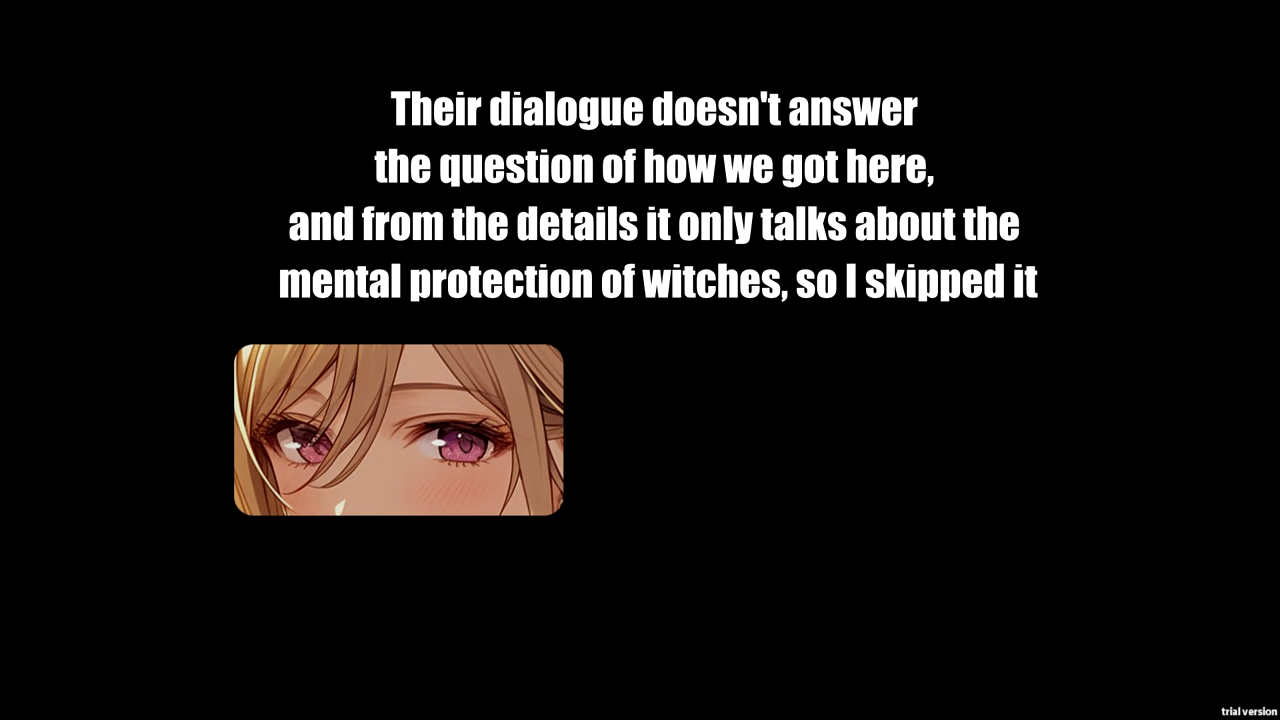 Their dialogue doesn't answer
the question of how we got here,
and from the details it only talks about the
mental protection of witches, so I skipped it
trial version